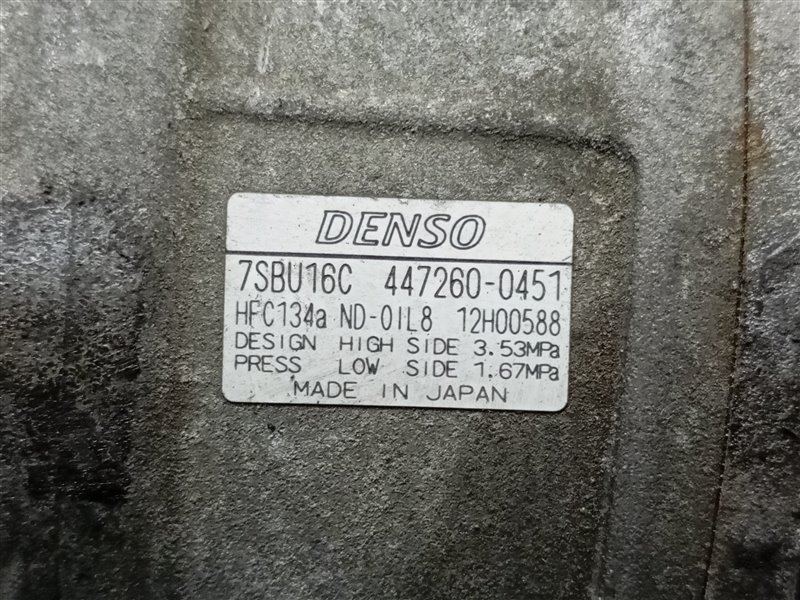 DENSO
7SBU16C 447260-0451
HFC134a ND-OIL8 12H00588
DESIGN HIGH SIDE 3.53MPa
PRESS LOW SIDE 1.67MPa
MADE IN JAPAN